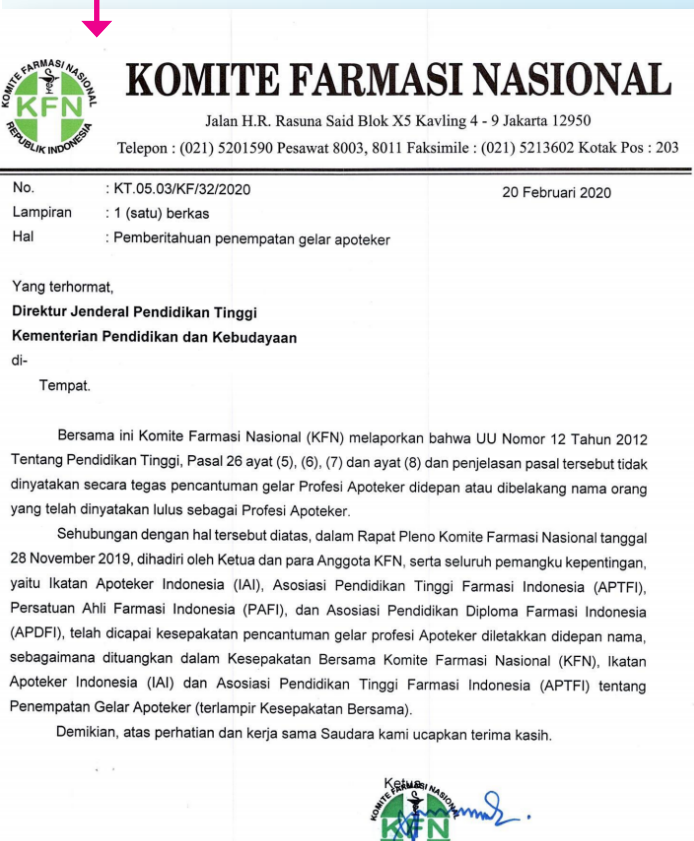 KOMITE FARMASI NASIONAL
KFN
REPUBLIK INDONESIA
KOMITE FARMASI NASIONAL
Jalan H.R. Rasuna Said Blok X5 Kavling 4 - 9 Jakarta 12950
Telepon : (021) 5201590 Pesawat 8003, 8011 Faksimile : (021) 5213602 Kotak Pos : 203
No. : KT.05.03/KF/32/2020 20 Februari 2020
Lampiran : 1 (satu) berkas
Hal : Pemberitahuan penempatan gelar apoteker
Yang terhormat,
Direktur Jenderal Pendidikan Tinggi
Kementerian Pendidikan dan Kebudayaan
di-
Tempat.
Bersama ini Komite Farmasi Nasional (KFN) melaporkan bahwa UU Nomor 12 Tahun 2012
Tentang Pendidikan Tinggi, Pasal 26 ayat (5), (6), (7) dan ayat (8) dan penjelasan pasal tersebut tidak
dinyatakan secara tegas pencantuman gelar Profesi Apoteker didepan atau dibelakang nama orang
yang telah dinyatakan lulus sebagai Profesi Apoteker.
Sehubungan dengan hal tersebut diatas, dalam Rapat Pleno Komite Farmasi Nasional tanggal
28 November 2019, dihadiri oleh Ketua dan para Anggota KFN, serta seluruh pemangku kepentingan,
yaitu Ikatan Apoteker Indonesia (IAI), Asosiasi Pendidikan Tinggi Farmasi Indonesia (APTFI),
Persatuan Ahli Farmasi Indonesia (PAFI), dan Asosiasi Pendidikan Diploma Farmasi Indonesia
(APDFI), telah dicapai kesepakatan pencantuman gelar profesi Apoteker diletakkan didepan nama,
sebagaimana dituangkan dalam Kesepakatan Bersama Komite Farmasi Nasional (KFN), Ikatan
Apoteker Indonesia (IAI) dan Asosiasi Pendidikan Tinggi Farmasi Indonesia (APTFI) tentang
Penempatan Gelar Apoteker (terlampir Kesepakatan Bersama).
Demikian, atas perhatian dan kerja sama Saudara kami ucapkan terima kasih.
Ketua
KOMITE FARMASI NASIONAL
KFN